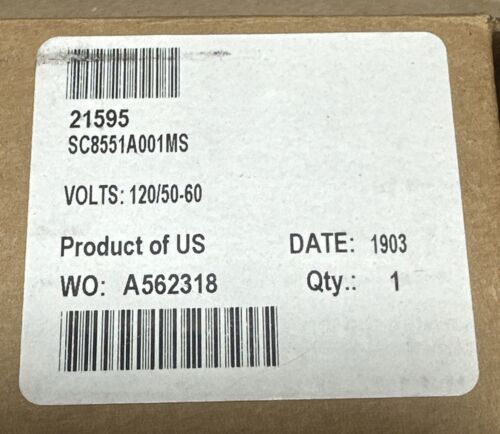 21595
SC8551A001MS
VOLTS: 120/50-60
Product of US DATE: 1903
WO: A562318 Qty.: 1